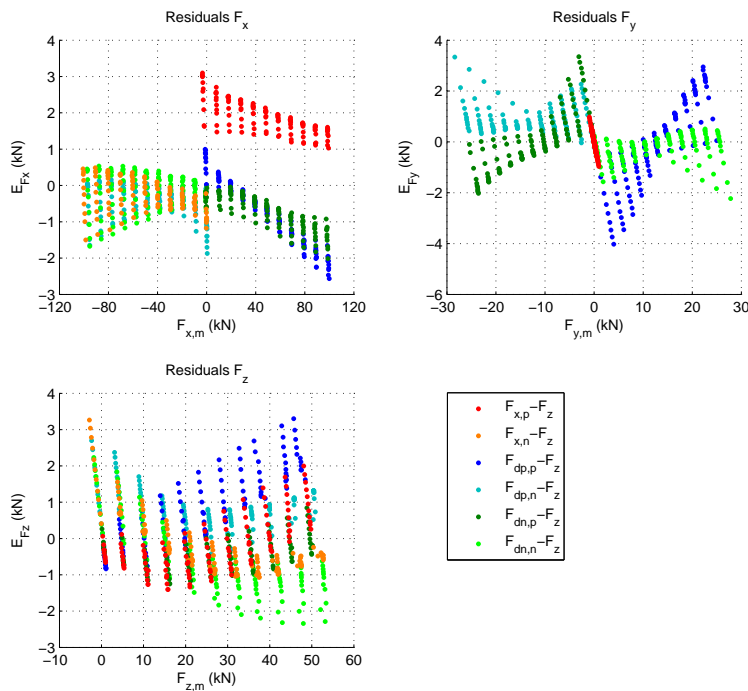 Residuals F_x
E_Fx (kN)
4
3
2
1
0
−1
−2
−3
−120
−80
−40
0
40
80
120
F_x,m (kN)
Residuals F_y
E_Fy (kN)
4
2
0
−2
−4
−6
−30
−20
−10
0
10
20
30
F_y,m (kN)
Residuals F_z
E_Fz (kN)
4
3
2
1
0
−1
−2
−3
−10
0
10
20
30
40
50
60
F_z,m (kN)
F_x,p−F_z
F_x,n−F_z
F_dp,p−F_z
F_dp,n−F_z
F_dn,p−F_z
F_dn,n−F_z